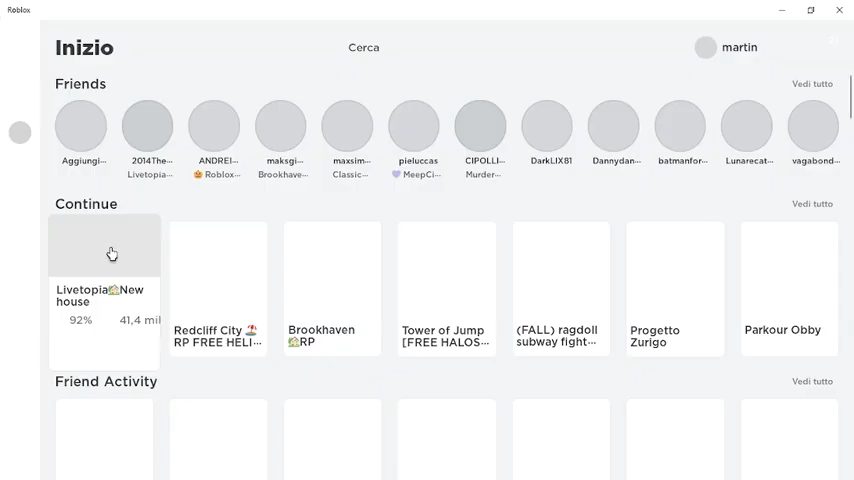 Roblox
Inizio
Cerca
martin
Friends
Vedi tutto
Aggiungi...
2014The...
ANDREI...
maksgi...
maxsim...
pieluccas
CIPOLLI...
DarkLIX81
Dannydan...
batmanfor...
Lunarecat...
vagabond...
Livetopia...
🎃 Roblox...
Brookhave...
Classic...
💜 MeepCi...
Murder...
Continue
Vedi tutto
Livetopia🏡New
house
92%
41,4 mil
Redcliff City 🏖️
RP FREE HELI...
Brookhaven
🏡RP
Tower of Jump
[FREE HALOS...
(FALL) ragdoll
subway fight...
Progetto
Zurigo
Parkour Obby
Friend Activity
Vedi tutto